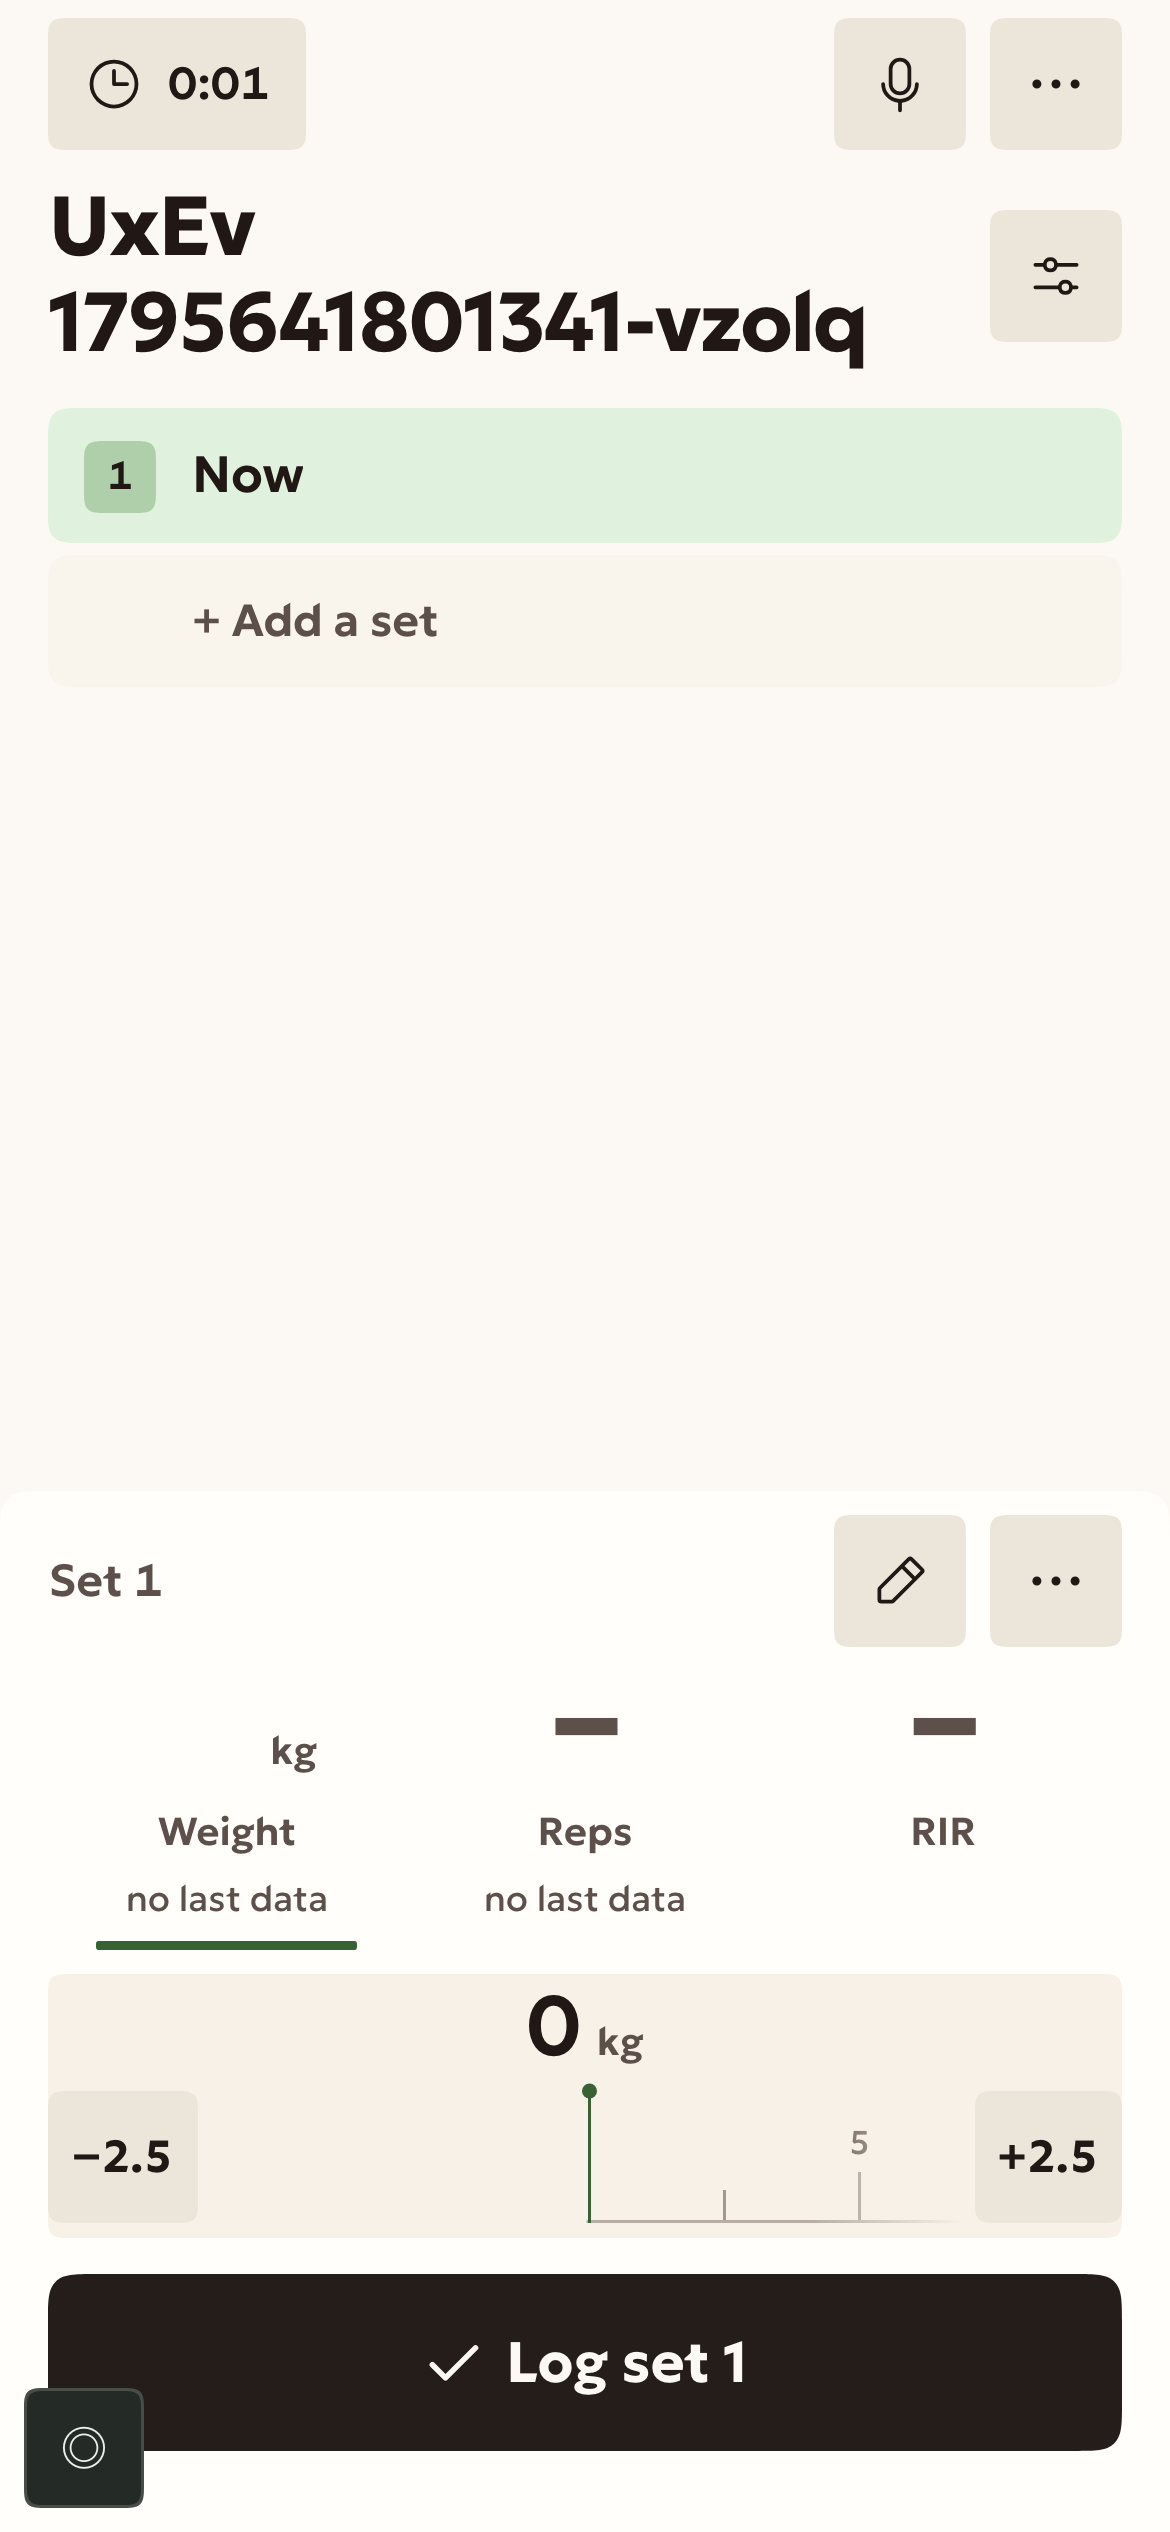 0:01
UxEv
1795641801341-vzolq
1 Now
+ Add a set
Set 1
kg – –
Weight Reps RIR
no last data no last data
0 kg
−2.5 5 +2.5
Log set 1